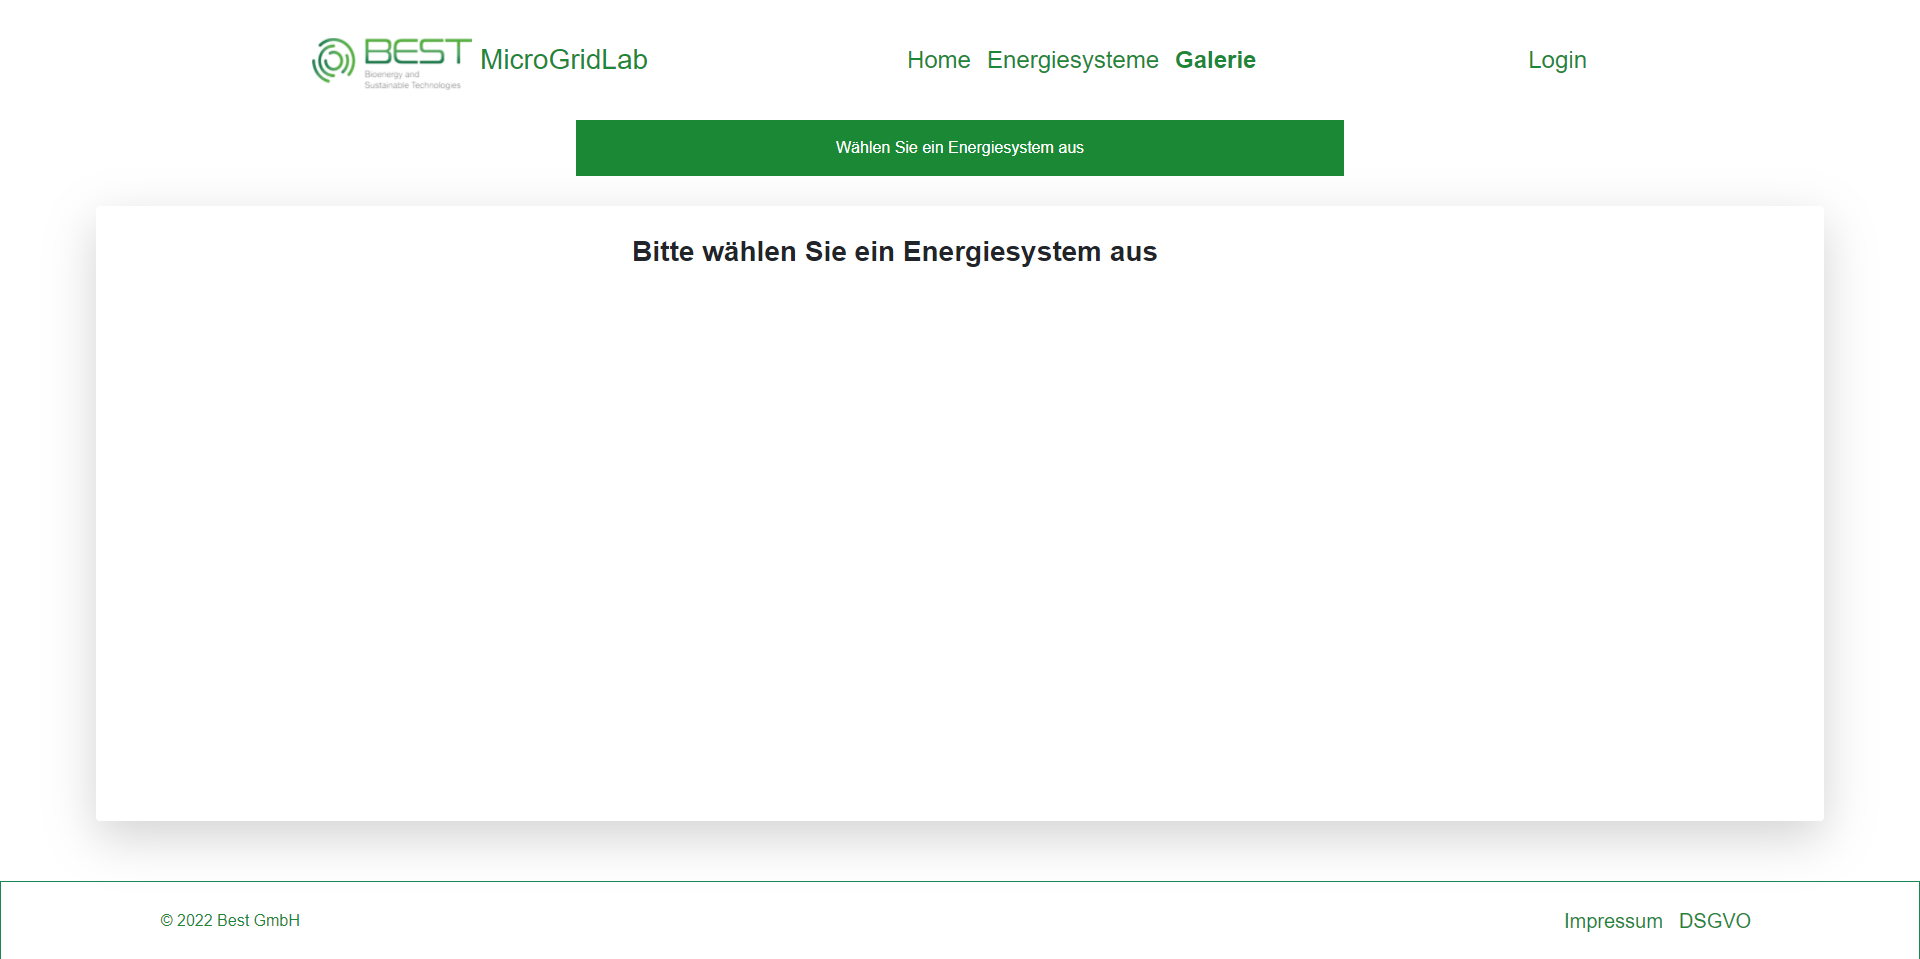 BEST
Bioenergy and
Sustainable Technologies
MicroGridLab
Home Energiesysteme Galerie
Login
Wählen Sie ein Energiesystem aus
Bitte wählen Sie ein Energiesystem aus
© 2022 Best GmbH
Impressum DSGVO